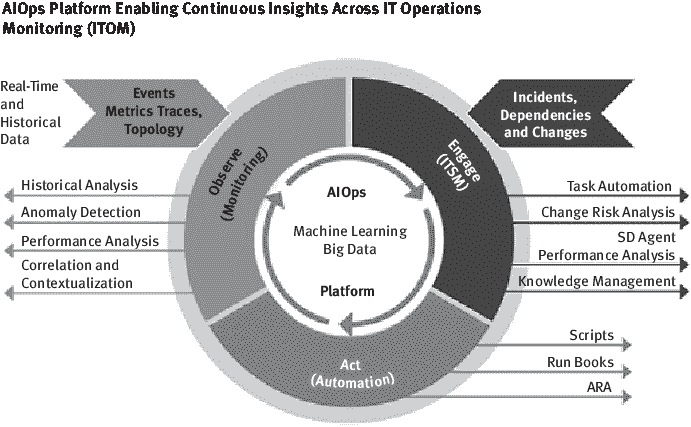 AIOps Platform Enabling Continuous Insights Across IT Operations
Monitoring (ITOM)
Real-Time
and
Historical
Data
Events
Metrics Traces,
Topology
Incidents,
Dependencies
and Changes
Observe
(Monitoring)
Engage
(ITSM)
Historical Analysis
Anomaly Detection
Performance Analysis
Correlation and
Contextualization
AIOps
Machine Learning
Big Data
Platform
Task Automation
Change Risk Analysis
SD Agent
Performance Analysis
Knowledge Management
Act
(Automation)
Scripts
Run Books
ARA